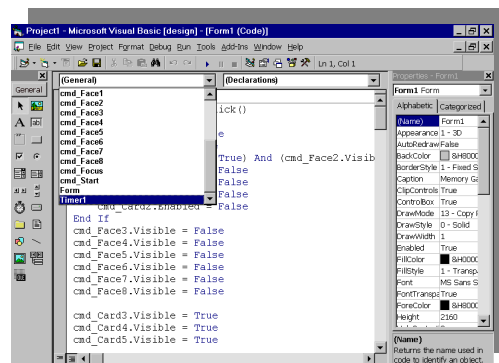 Project1 - Microsoft Visual Basic [design] - [Form1 (Code)]
File Edit View Project Format Debug Run Tools Add-Ins Window Help
Ln 1, Col 1
General
(General)
(Declarations)
cmd_Face1
cmd_Face2
cmd_Face3
cmd_Face4
cmd_Face5
cmd_Face6
cmd_Face7
cmd_Face8
cmd_Focus
cmd_Start
Form
Timer1
ick()
e
True) And (cmd_Face2.Visib
False
False
False
cmd_Card2.Enabled = False
End If
cmd_Face3.Visible = False
cmd_Face4.Visible = False
cmd_Face5.Visible = False
cmd_Face6.Visible = False
cmd_Face7.Visible = False
cmd_Face8.Visible = False
cmd_Card3.Visible = True
cmd_Card4.Visible = True
cmd_Card5.Visible = True
Properties - Form1
Form1 Form
Alphabetic Categorized
(Name) Form1
Appearance 1 - 3D
AutoRedraw False
BackColor &H8000
BorderStyle 1 - Fixed S
Caption Memory Ga
ClipControls True
ControlBox True
DrawMode 13 - Copy P
DrawStyle 0 - Solid
DrawWidth 1
Enabled True
FillColor &H0000
FillStyle 1 - Transp
Font MS Sans S
FontTranspa True
ForeColor &H8000
Height 2160
(Name)
Returns the name used in
code to identify an object.